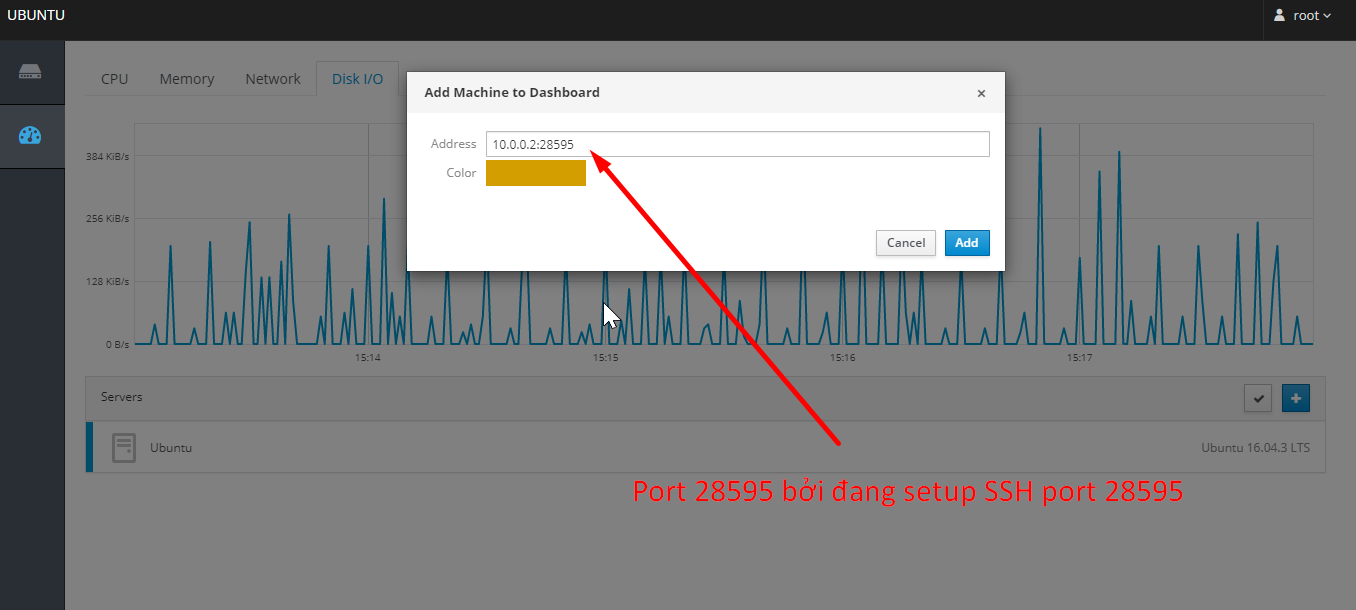 UBUNTU
root
CPU Memory Network Disk I/O
Add Machine to Dashboard ×
Address 10.0.0.2:28595
Color
Cancel Add
384 KiB/s
256 KiB/s
128 KiB/s
0 B/s
15:14 15:15 15:16 15:17
Servers
Ubuntu Ubuntu 16.04.3 LTS
Port 28595 bởi đang setup SSH port 28595